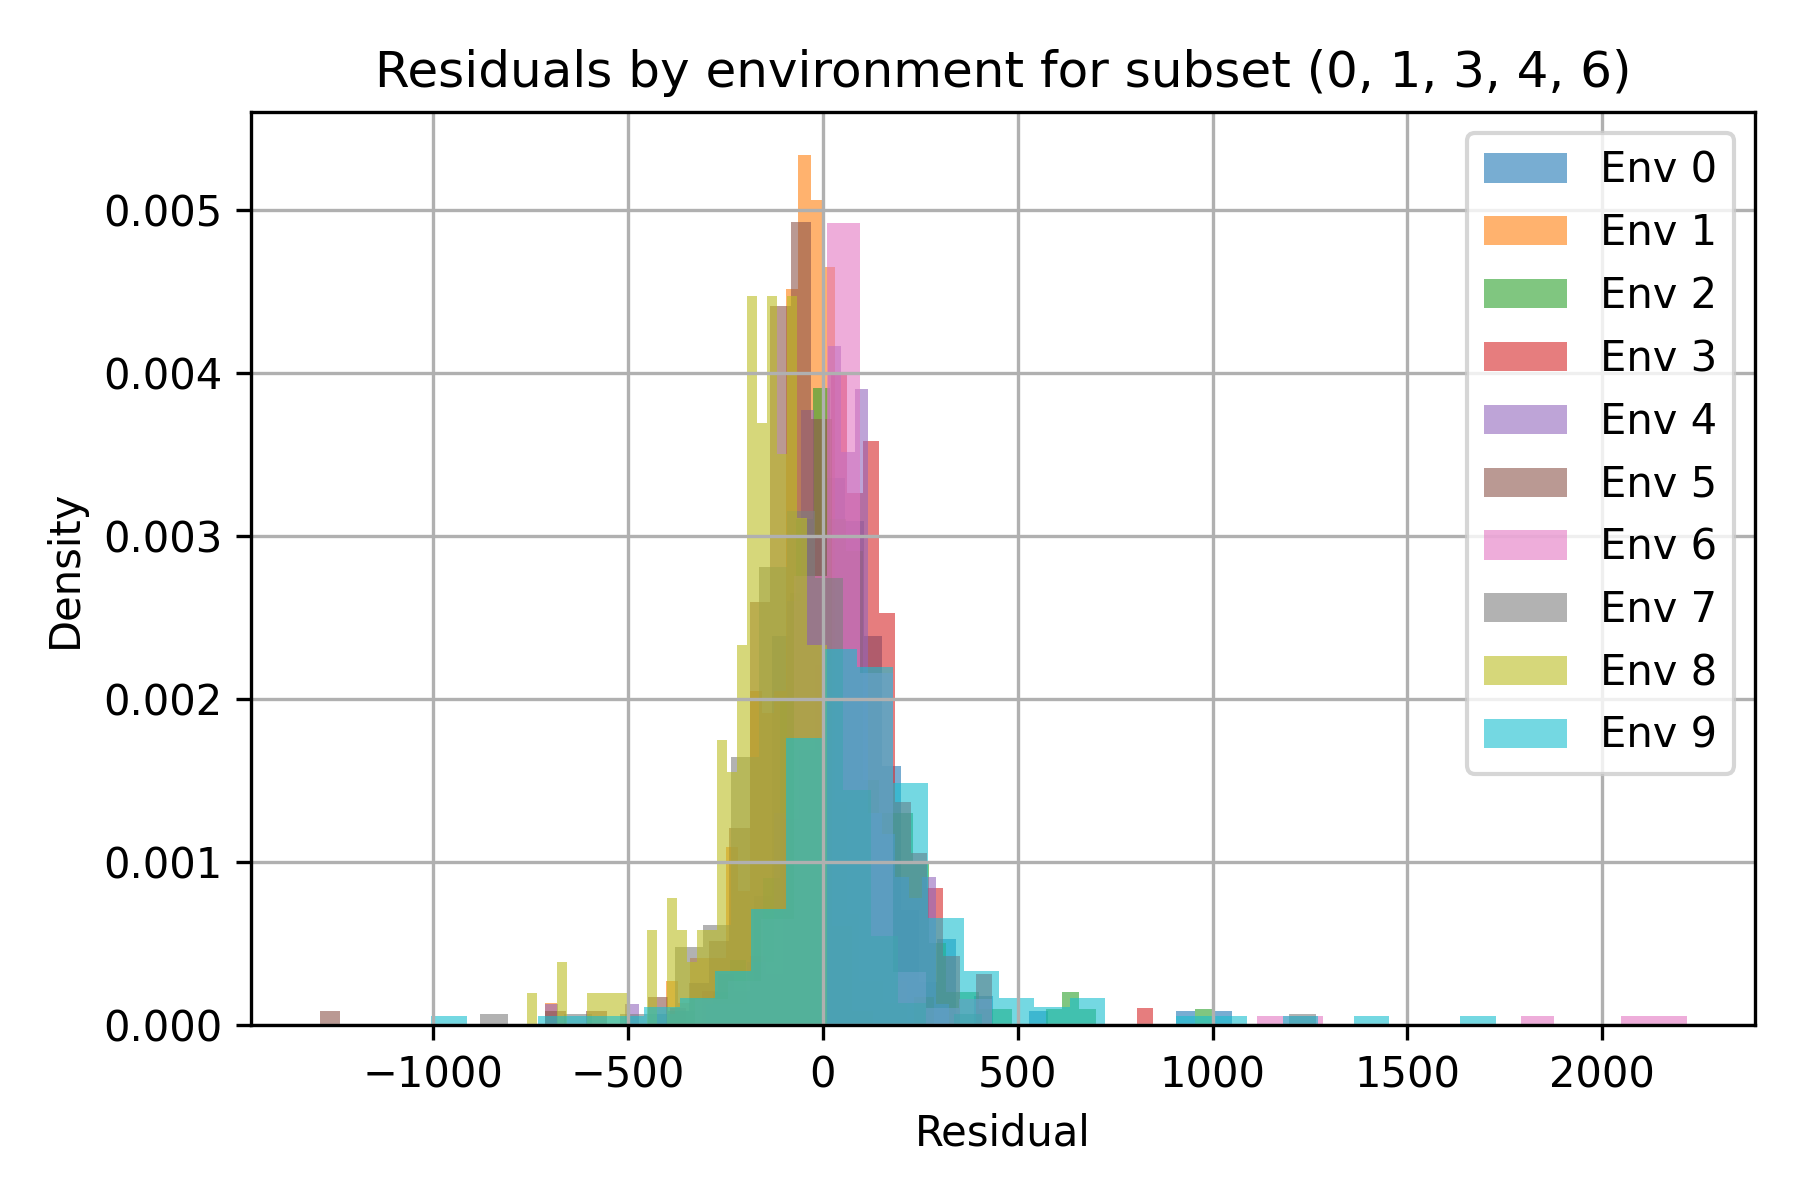 Residuals by environment for subset (0, 1, 3, 4, 6)
Density
0.005
0.004
0.003
0.002
0.001
0.000
−1000
−500
0
500
1000
1500
2000
Residual
Env 0
Env 1
Env 2
Env 3
Env 4
Env 5
Env 6
Env 7
Env 8
Env 9